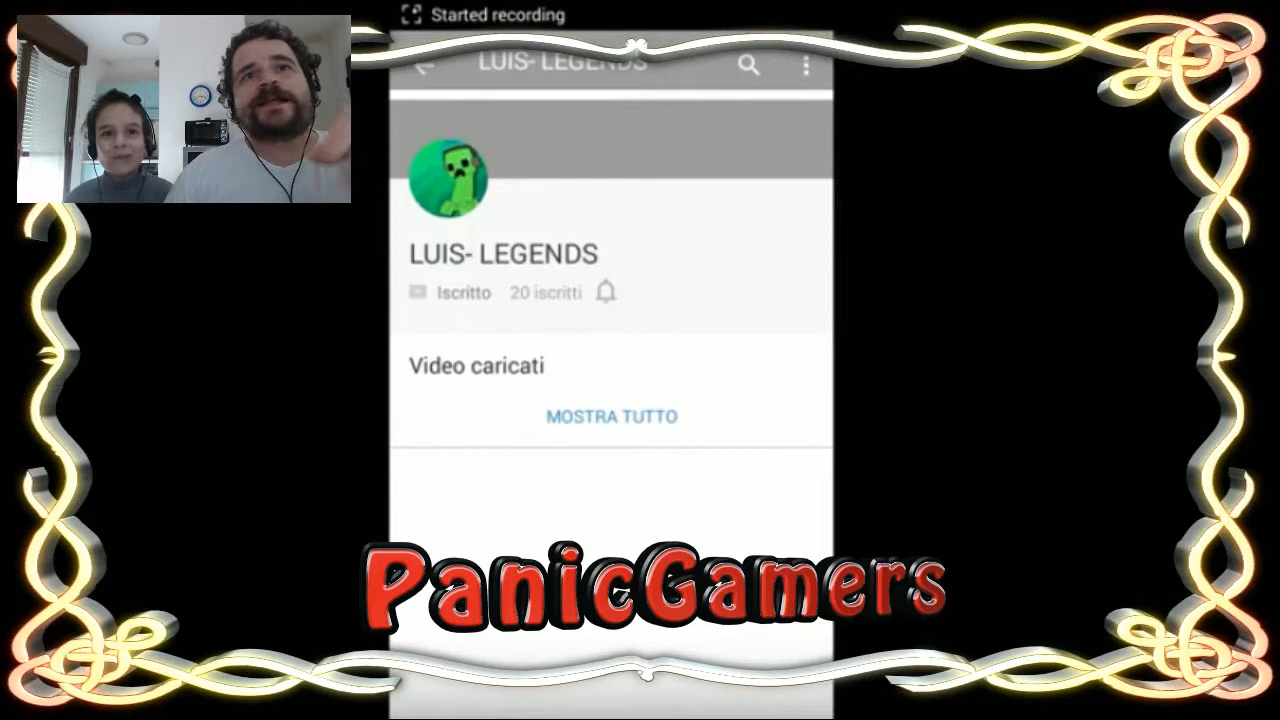 Started recording
LUIS- LEGENDS
LUIS- LEGENDS
Iscritto 20 iscritti
Video caricati
MOSTRA TUTTO
PanicGamers